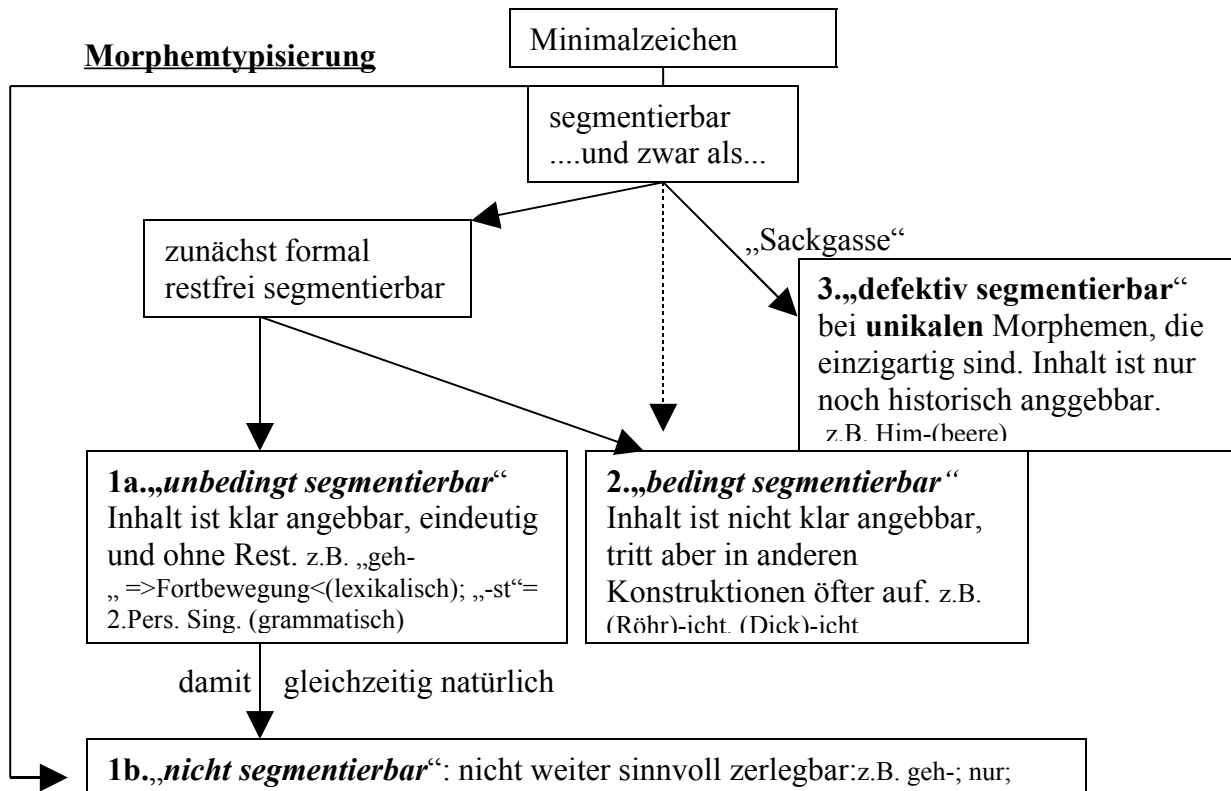 Minimalzeichen
Morphemtypisierung
segmentierbar
....und zwar als...
zunächst formal
restfrei segmentierbar
„Sackgasse“
3.„defektiv segmentierbar“
bei unikalen Morphemen, die
einzigartig sind. Inhalt ist nur
noch historisch anggebbar.
z.B. Him-(beere)
1a.„unbedingt segmentierbar“
Inhalt ist klar angebbar, eindeutig
und ohne Rest. z.B. „geh-
„ =>Fortbewegung<(lexikalisch); „-st“=
2.Pers. Sing. (grammatisch)
2.„bedingt segmentierbar“
Inhalt ist nicht klar angebbar,
tritt aber in anderen
Konstruktionen öfter auf. z.B.
(Röhr)-icht, (Dick)-icht
damit gleichzeitig natürlich
1b.„nicht segmentierbar“: nicht weiter sinnvoll zerlegbar:z.B. geh-; nur;